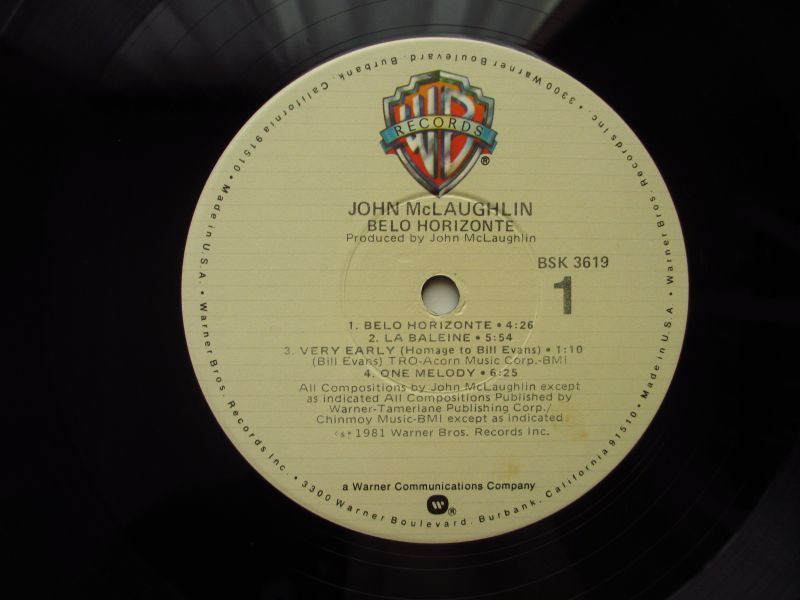 WB
RECORDS
®
JOHN McLAUGHLIN
BELO HORIZONTE
Produced by John McLaughlin
BSK 3619
1
1. BELO HORIZONTE • 4:26
2. LA BALEINE • 5:54
3. VERY EARLY (Homage to Bill Evans) • 1:10
(Bill Evans) TRO-Acorn Music Corp.-BMI
4. ONE MELODY • 6:25
All Compositions by John McLaughlin except
as indicated All Compositions Published by
Warner-Tamerlane Publishing Corp./
Chinmoy Music-BMI except as indicated
© ℗ 1981 Warner Bros. Records Inc.
a Warner Communications Company
®
Made in U.S.A. • Warner Bros. Records Inc. • 3300 Warner Boulevard, Burbank, California 91510 • Made in U.S.A. • Warner Bros. Records Inc. • 3300 Warner Boulevard, Burbank, California 91510 •